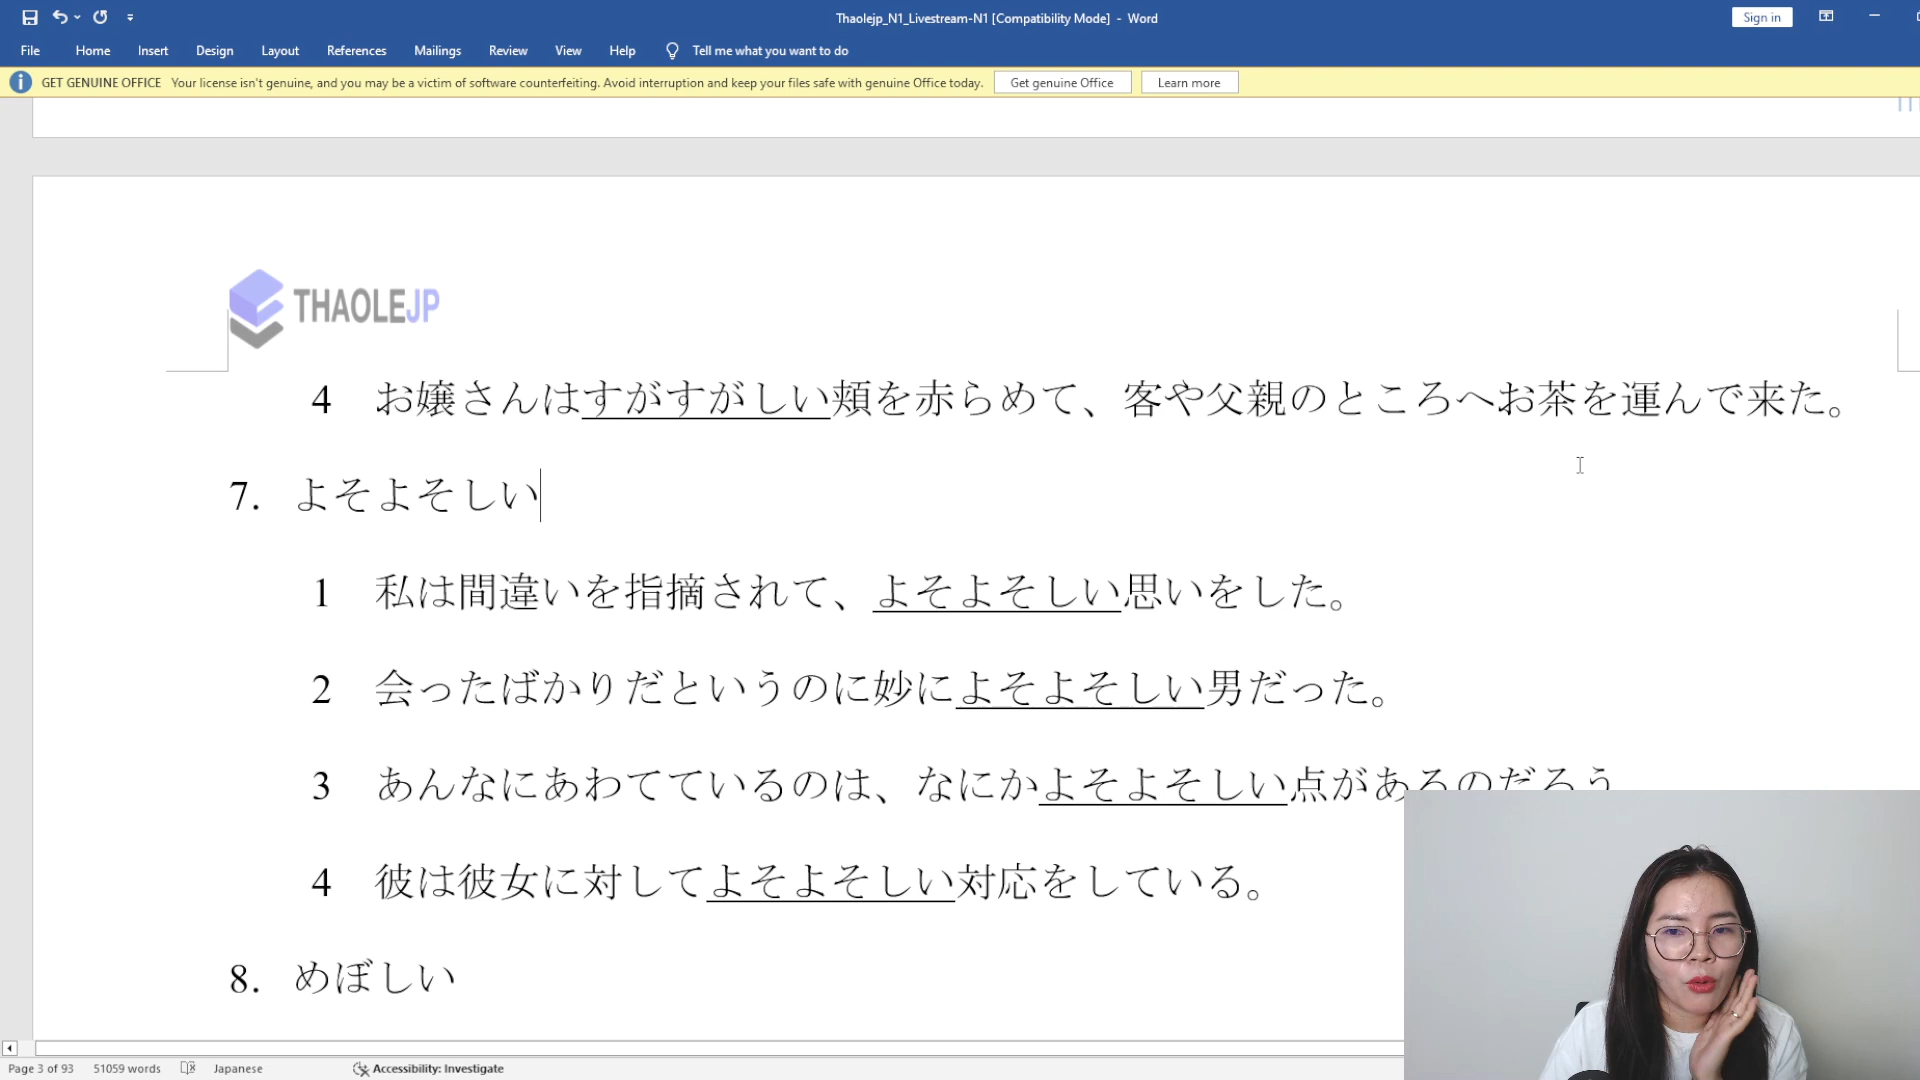 Thaolejp_N1_Livestream-N1 [Compatibility Mode] - Word
Sign in
File Home Insert Design Layout References Mailings Review View Help Tell me what you want to do
GET GENUINE OFFICE Your license isn't genuine, and you may be a victim of software counterfeiting. Avoid interruption and keep your files safe with genuine Office today. Get genuine Office Learn more
THAOLEJP
4 お嬢さんはすがすがしい頬を赤らめて、客や父親のところへお茶を運んで来た。
7. よそよそしい
1 私は間違いを指摘されて、よそよそしい思いをした。
2 会ったばかりだというのに妙によそよそしい男だった。
3 あんなにあわてているのは、なにかよそよそしい点があるのだろう
4 彼は彼女に対してよそよそしい対応をしている。
8. めぼしい
Page 3 of 93 51059 words Japanese Accessibility: Investigate